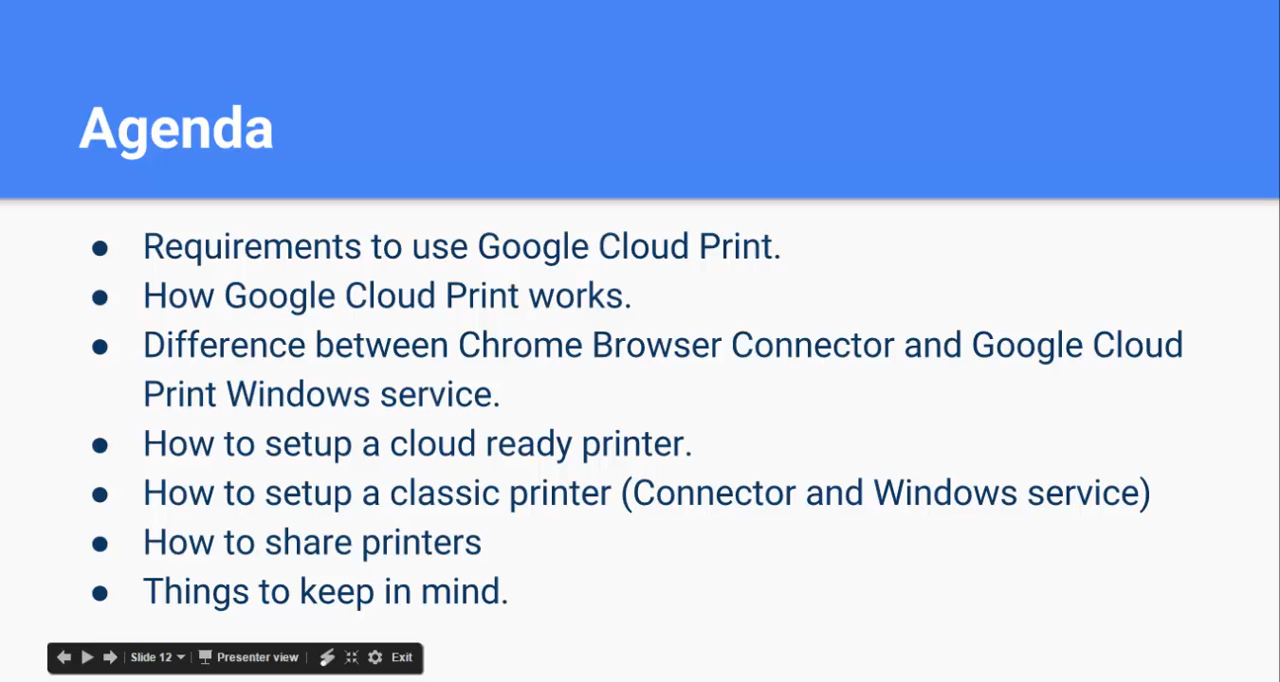 Agenda
● Requirements to use Google Cloud Print.
● How Google Cloud Print works.
● Difference between Chrome Browser Connector and Google Cloud
Print Windows service.
● How to setup a cloud ready printer.
● How to setup a classic printer (Connector and Windows service)
● How to share printers
● Things to keep in mind.
Slide 12 Presenter view Exit